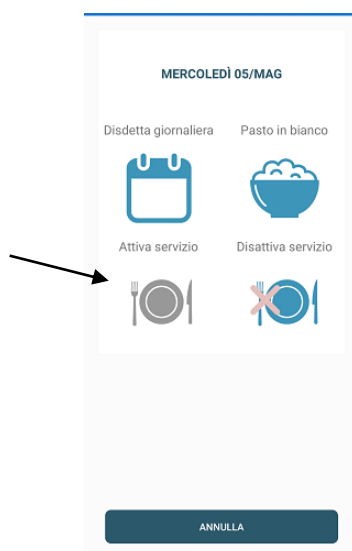 MERCOLEDÌ 05/MAG
Disdetta giornaliera Pasto in bianco
Attiva servizio Disattiva servizio
ANNULLA